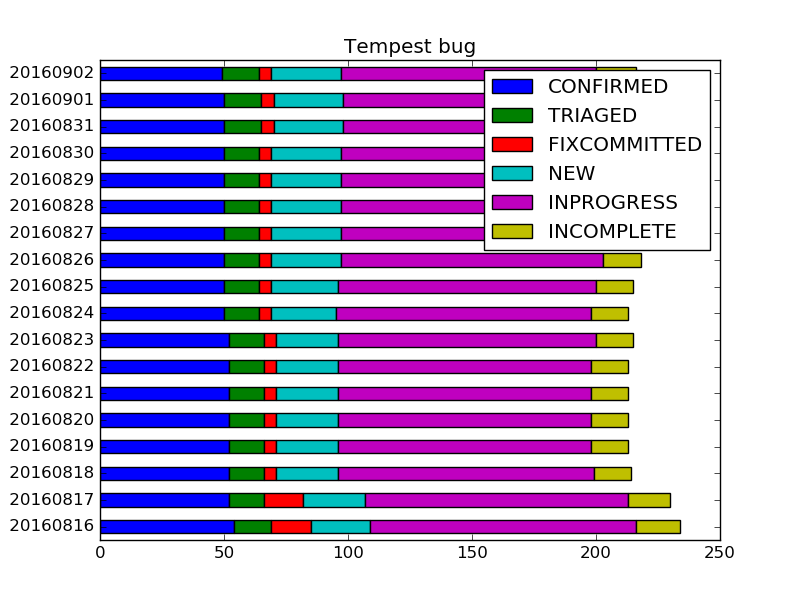 Tempest bug
20160902
20160901
20160831
20160830
20160829
20160828
20160827
20160826
20160825
20160824
20160823
20160822
20160821
20160820
20160819
20160818
20160817
20160816
CONFIRMED
TRIAGED
FIXCOMMITTED
NEW
INPROGRESS
INCOMPLETE
0 50 100 150 200 250